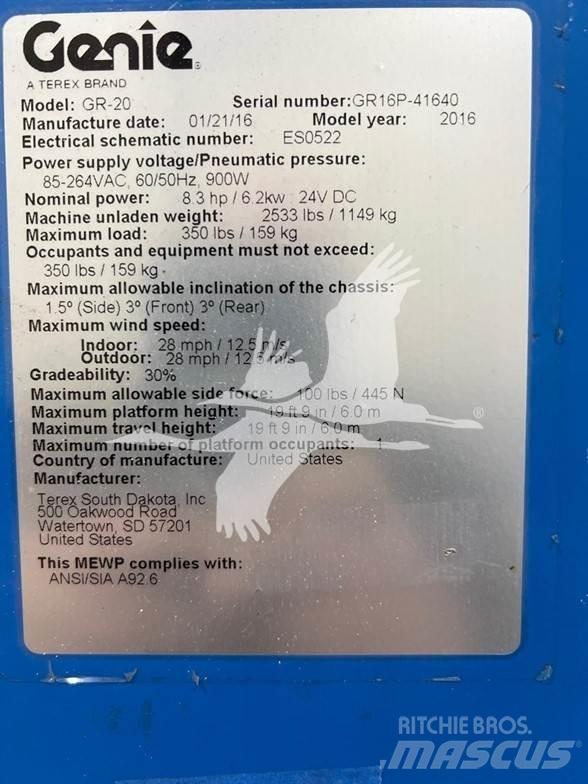 Genie
A TEREX BRAND
Model: GR-20 Serial number: GR16P-41640
Manufacture date: 01/21/16 Model year: 2016
Electrical schematic number: ES0522
Power supply voltage/Pneumatic pressure:
85-264VAC, 60/50Hz, 900W
Nominal power: 8.3 hp / 6.2kw 24V DC
Machine unladen weight: 2533 lbs / 1149 kg
Maximum load: 350 lbs / 159 kg
Occupants and equipment must not exceed:
350 lbs / 159 kg
Maximum allowable inclination of the chassis:
1.5º (Side) 3º (Front) 3º (Rear)
Maximum wind speed:
Indoor: 28 mph / 12.5 m/s
Outdoor: 28 mph / 12.5 m/s
Gradeability: 30%
Maximum allowable side force: 100 lbs / 445 N
Maximum platform height: 19 ft 9 in / 6.0 m
Maximum travel height: 19 ft 9 in / 6.0 m
Maximum number of platform occupants: 1
Country of manufacture: United States
Manufacturer:
Terex South Dakota, Inc
500 Oakwood Road
Watertown, SD 57201
United States
This MEWP complies with:
ANSI/SIA A92.6
RITCHIE BROS.
MASCUS